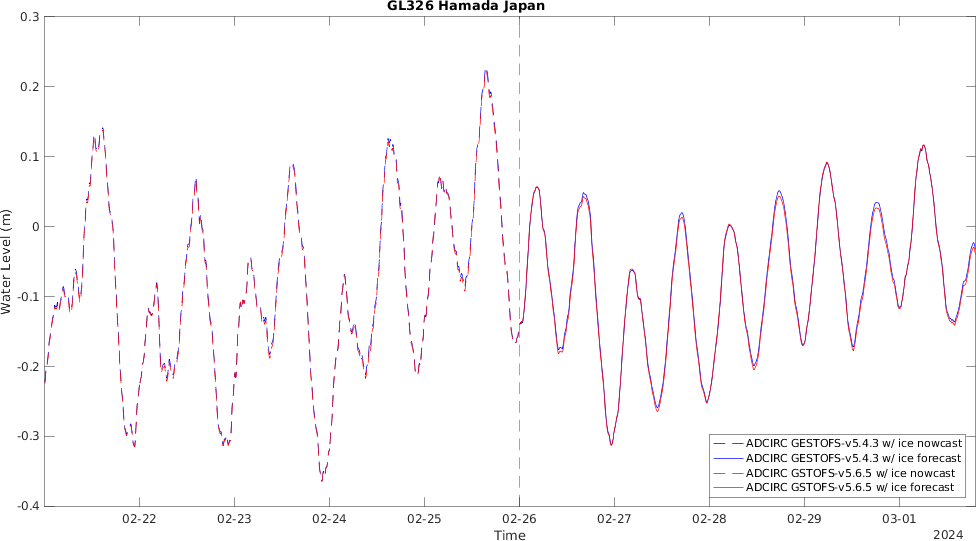 GL326 Hamada Japan
Water Level (m)
0.3
0.2
0.1
0
-0.1
-0.2
-0.3
-0.4
ADCIRC GESTOFS-v5.4.3 w/ ice nowcast
ADCIRC GESTOFS-v5.4.3 w/ ice forecast
ADCIRC GSTOFS-v5.6.5 w/ ice nowcast
ADCIRC GSTOFS-v5.6.5 w/ ice forecast
02-22 02-23 02-24 02-25 02-26 02-27 02-28 02-29 03-01
Time
2024